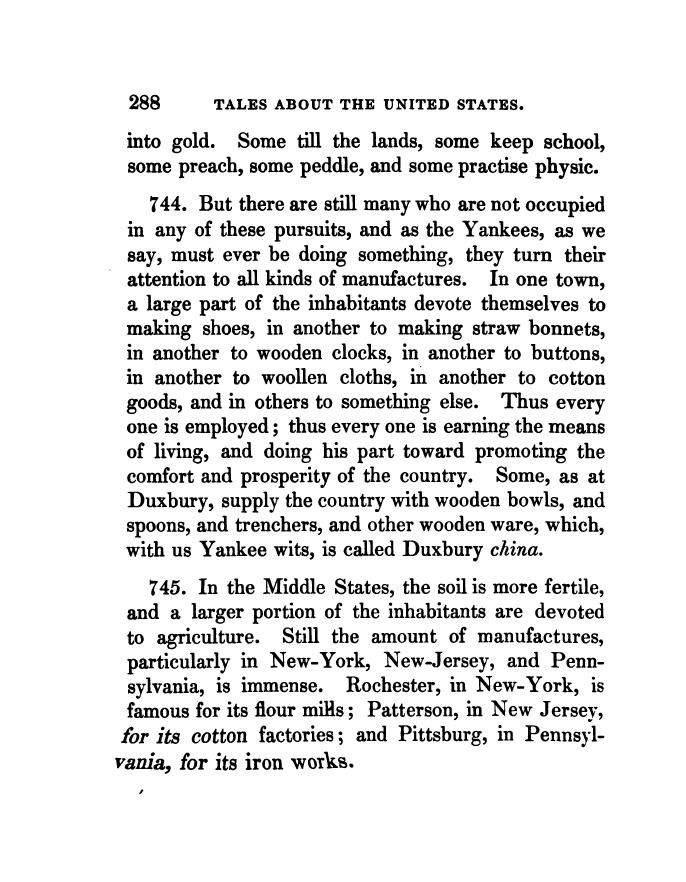 288 TALES ABOUT THE UNITED STATES.
into gold. Some till the lands, some keep school,
some preach, some peddle, and some practise physic.
744. But there are still many who are not occupied
in any of these pursuits, and as the Yankees, as we
say, must ever be doing something, they turn their
attention to all kinds of manufactures. In one town,
a large part of the inhabitants devote themselves to
making shoes, in another to making straw bonnets,
in another to wooden clocks, in another to buttons,
in another to woollen cloths, in another to cotton
goods, and in others to something else. Thus every
one is employed; thus every one is earning the means
of living, and doing his part toward promoting the
comfort and prosperity of the country. Some, as at
Duxbury, supply the country with wooden bowls, and
spoons, and trenchers, and other wooden ware, which,
with us Yankee wits, is called Duxbury china.
745. In the Middle States, the soil is more fertile,
and a larger portion of the inhabitants are devoted
to agriculture. Still the amount of manufactures,
particularly in New-York, New-Jersey, and Penn-
sylvania, is immense. Rochester, in New-York, is
famous for its flour mills; Patterson, in New Jersey,
for its cotton factories; and Pittsburg, in Pennsyl-
vania, for its iron works.